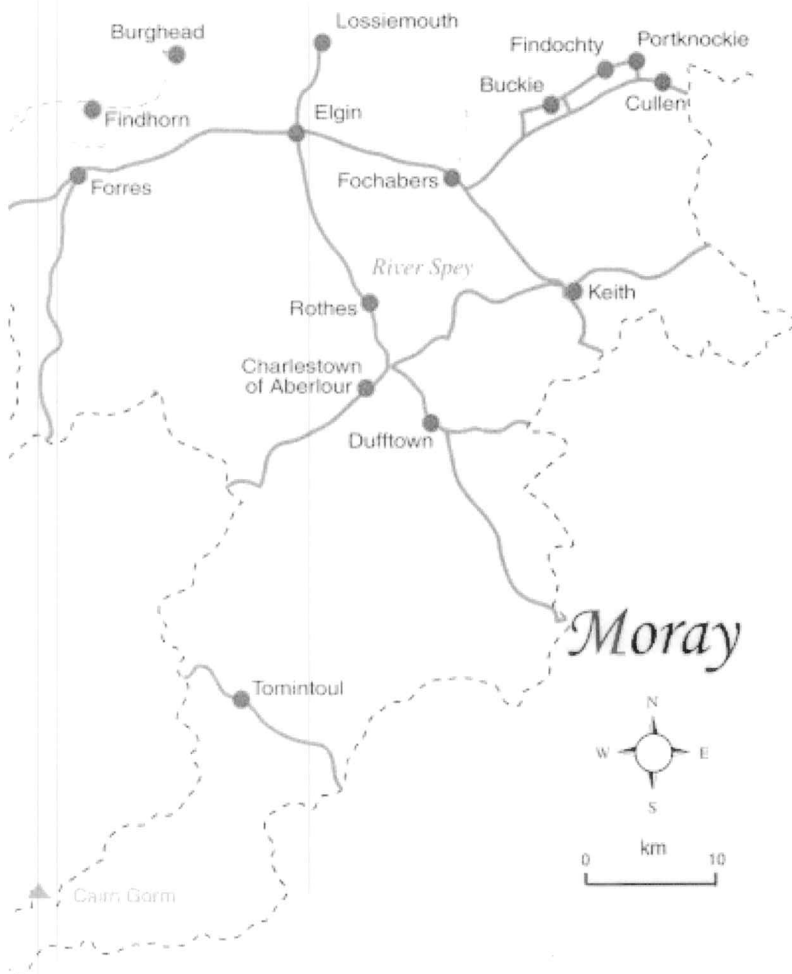 Lossiemouth
Burghead
Findochty
Portknockie
Buckie
Cullen
Findhorn
Elgin
Forres
Fochabers
River Spey
Keith
Rothes
Charlestown
of Aberlour
Dufftown
Moray
Tomintoul
N
W
E
S
km
0
10
Cairn Gorm